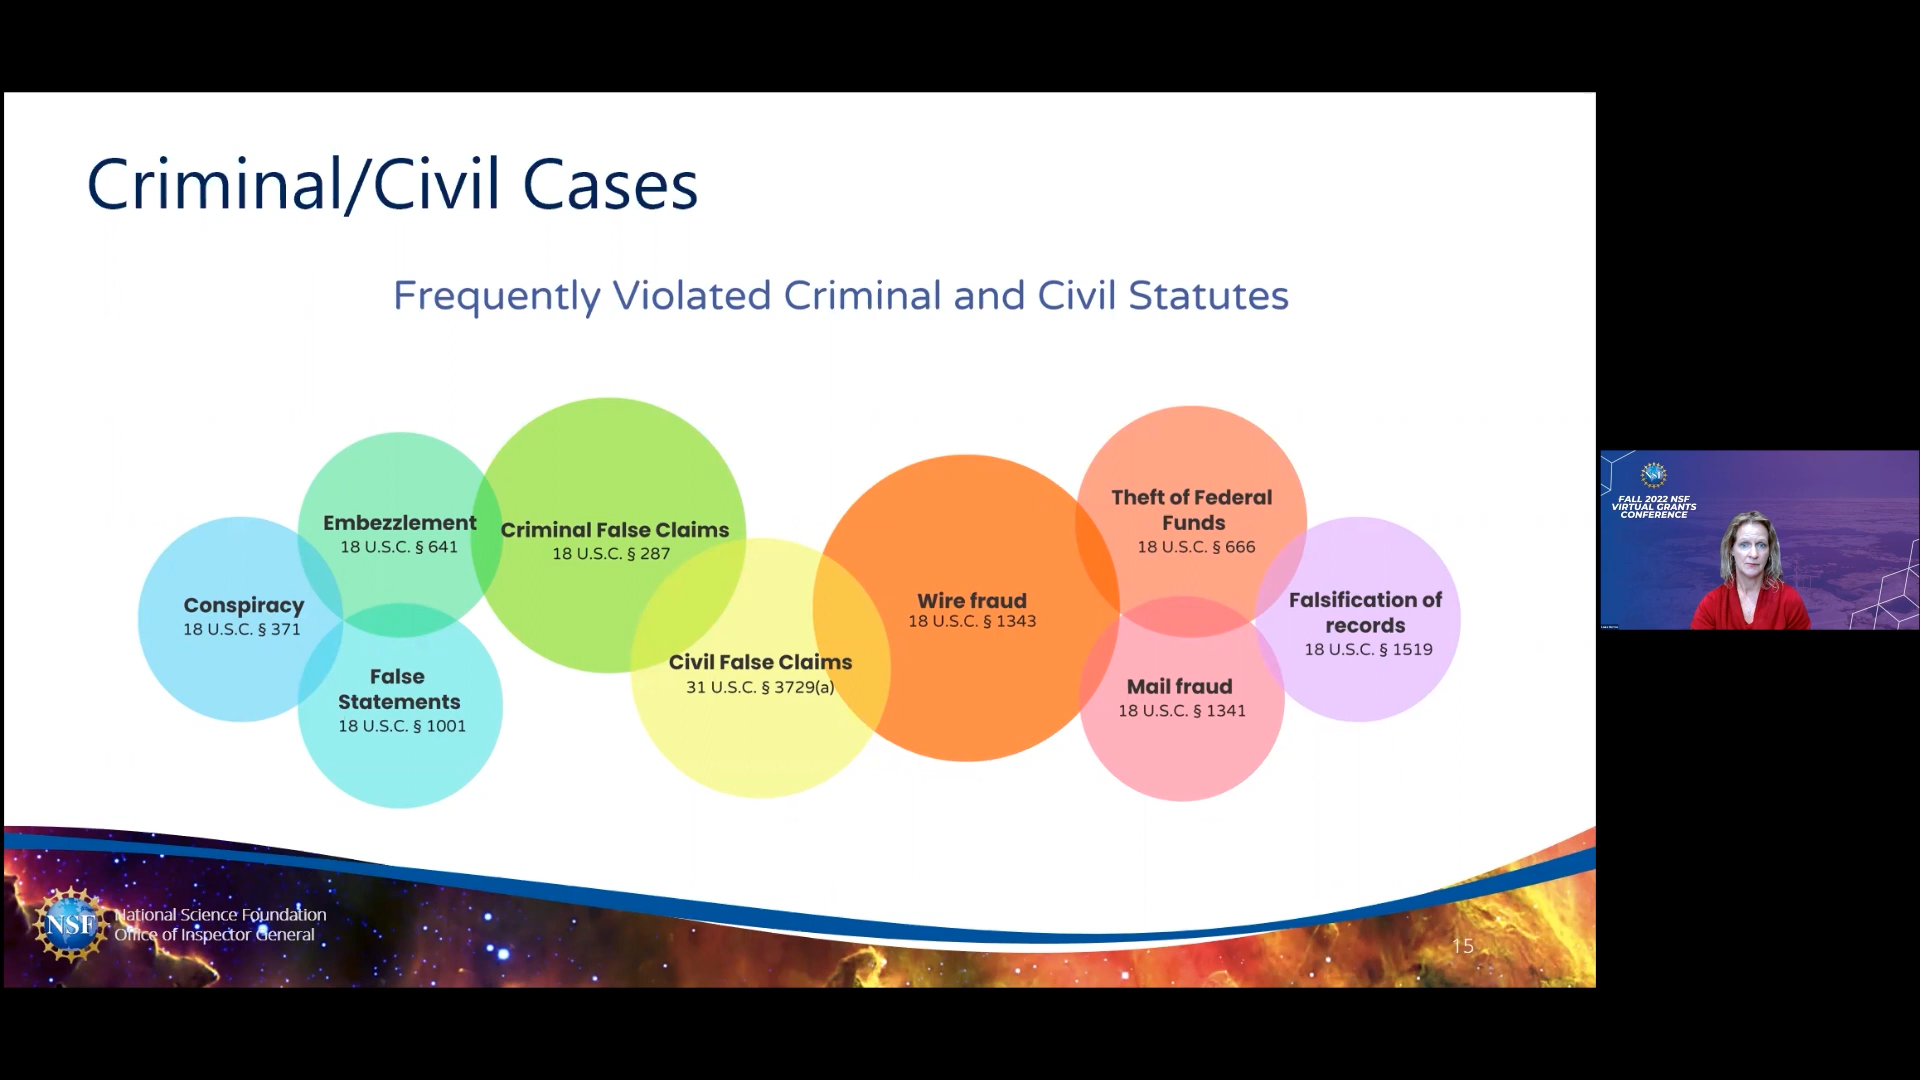 Criminal/Civil Cases
Frequently Violated Criminal and Civil Statutes
Conspiracy
18 U.S.C. § 371
Embezzlement
18 U.S.C. § 641
False
Statements
18 U.S.C. § 1001
Criminal False Claims
18 U.S.C. § 287
Civil False Claims
31 U.S.C. § 3729(a)
Wire fraud
18 U.S.C. § 1343
Theft of Federal
Funds
18 U.S.C. § 666
Mail fraud
18 U.S.C. § 1341
Falsification of
records
18 U.S.C. § 1519
NSF
National Science Foundation
Office of Inspector General
15
NSF
FALL 2022 NSF
VIRTUAL GRANTS
CONFERENCE